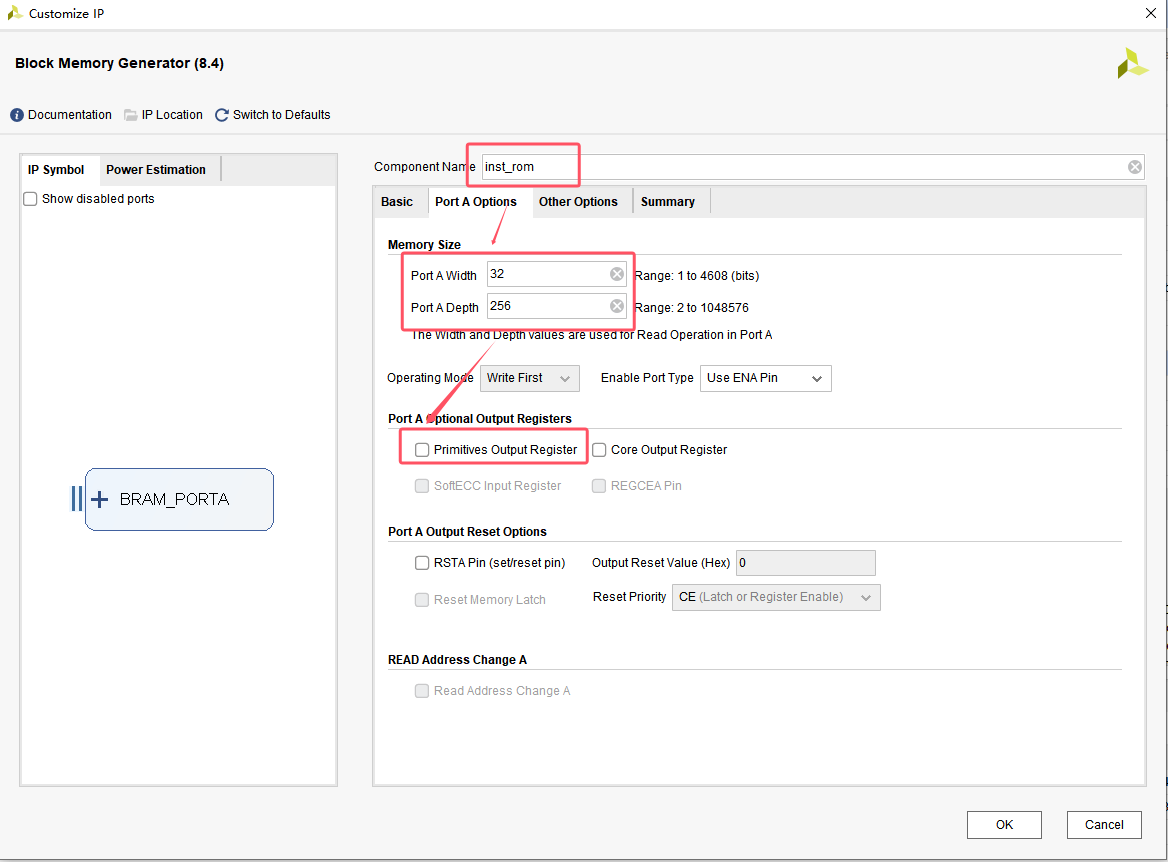 Customize IP
Block Memory Generator (8.4)
Documentation IP Location Switch to Defaults
IP Symbol Power Estimation
Show disabled ports
BRAM_PORTA
Component Name inst_rom
Basic Port A Options Other Options Summary
Memory Size
Port A Width 32 Range: 1 to 4608 (bits)
Port A Depth 256 Range: 2 to 1048576
The Width and Depth values are used for Read Operation in Port A
Operating Mode Write First Enable Port Type Use ENA Pin
Port A Optional Output Registers
Primitives Output Register Core Output Register
SoftECC Input Register REGCEA Pin
Port A Output Reset Options
RSTA Pin (set/reset pin) Output Reset Value (Hex) 0
Reset Memory Latch Reset Priority CE (Latch or Register Enable)
READ Address Change A
Read Address Change A
OK Cancel